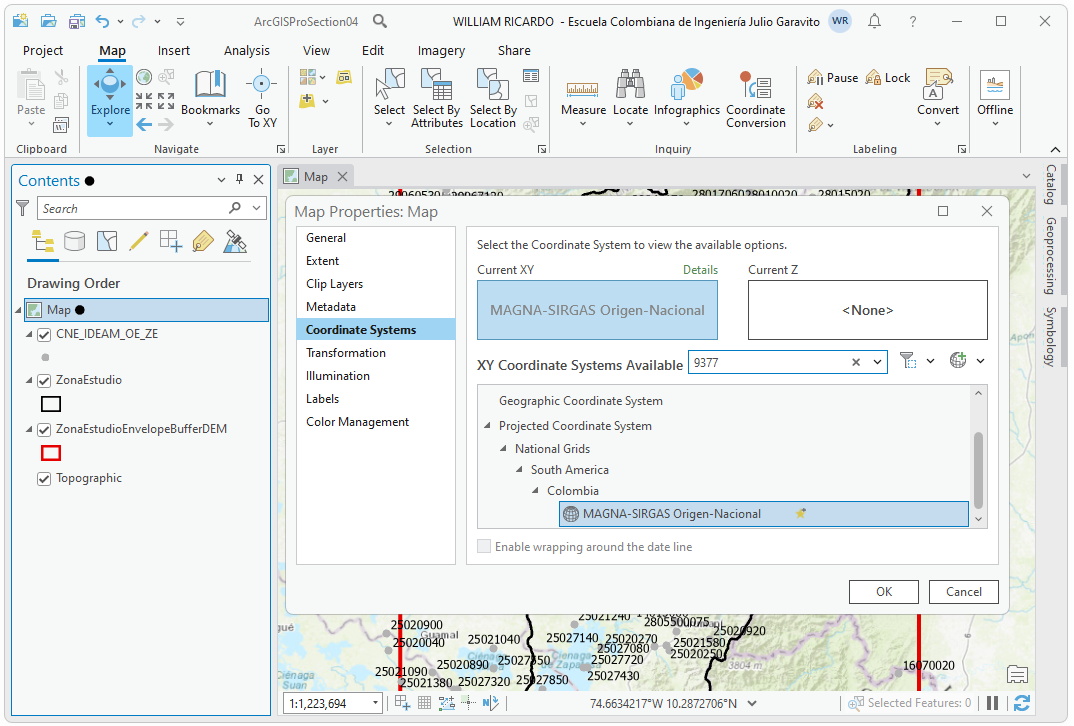 ArcGISProSection04
WILLIAM RICARDO - Escuela Colombiana de Ingeniería Julio Garavito
WR
?
Project
Map
Insert
Analysis
View
Edit
Imagery
Share
Paste
Clipboard
Explore
Bookmarks
Go
To XY
Navigate
Layer
Select
Select By
Attributes
Select By
Location
Selection
Measure
Locate
Infographics
Coordinate
Conversion
Inquiry
Pause
Lock
Convert
Labeling
Offline
Contents
Search
Drawing Order
Map
CNE_IDEAM_OE_ZE
ZonaEstudio
ZonaEstudioEnvelopeBufferDEM
Topographic
Map
Catalog
Geoprocessing
Symbology
28015020
Map Properties: Map
General
Extent
Clip Layers
Metadata
Coordinate Systems
Transformation
Illumination
Labels
Color Management
Select the Coordinate System to view the available options.
Current XY
Details
Current Z
MAGNA-SIRGAS Origen-Nacional
<None>
XY Coordinate Systems Available
9377
Geographic Coordinate System
Projected Coordinate System
National Grids
South America
Colombia
MAGNA-SIRGAS Origen-Nacional
Enable wrapping around the date line
OK
Cancel
25020900
Guamal
25020040
25021040
25027140
25021240
2805500075
25020270
25020920
25021580
25027080
25020250
25027720
25027430
Ciénaga
de Zapa
25020890
25021090
25021380
25027320
25027850
3804 m
16070020
Ciénaga
Suan
1:1,223,694
74.6634217°W 10.2872706°N
Selected Features: 0